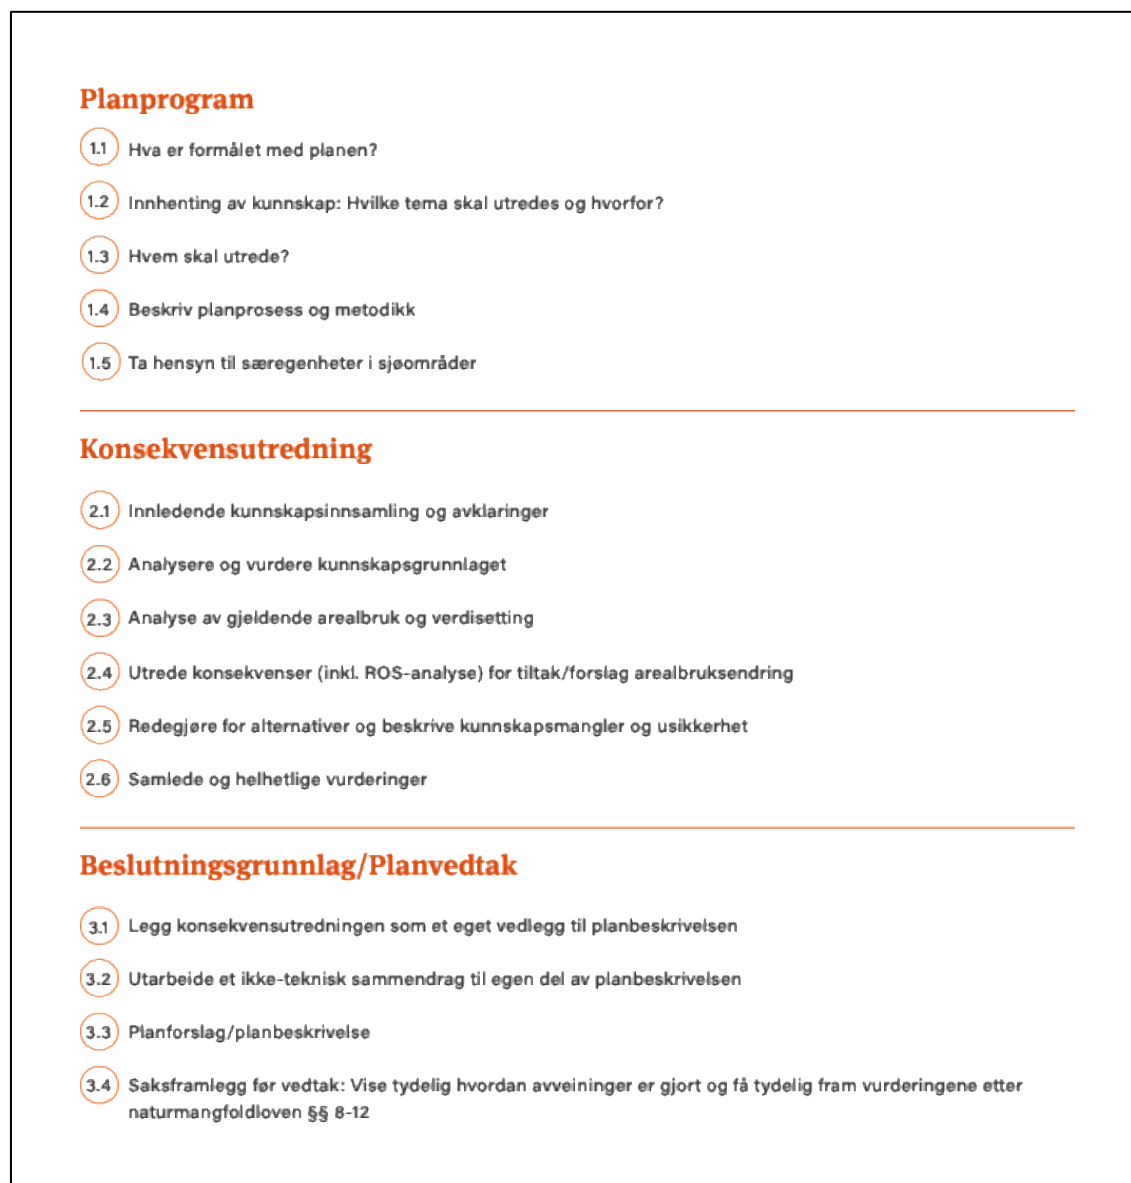 Planprogram
1.1 Hva er formålet med planen?
1.2 Innhenting av kunnskap: Hvilke tema skal utredes og hvorfor?
1.3 Hvem skal utrede?
1.4 Beskriv planprosess og metodikk
1.5 Ta hensyn til særegenheter i sjøområder
Konsekvensutredning
2.1 Innledende kunnskapsinnsamling og avklaringer
2.2 Analysere og vurdere kunnskapsgrunnlaget
2.3 Analyse av gjeldende arealbruk og verdisetting
2.4 Utrede konsekvenser (inkl. ROS-analyse) for tiltak/forslag arealbruksendring
2.5 Redegjøre for alternativer og beskrive kunnskapsmangler og usikkerhet
2.6 Samlede og helhetlige vurderinger
Beslutningsgrunnlag/Planvedtak
3.1 Legg konsekvensutredningen som et eget vedlegg til planbeskrivelsen
3.2 Utarbeide et ikke-teknisk sammendrag til egen del av planbeskrivelsen
3.3 Planforslag/planbeskrivelse
3.4 Saksframlegg før vedtak: Vise tydelig hvordan avveininger er gjort og få tydelig fram vurderingene etter
naturmangfoldloven §§ 8-12